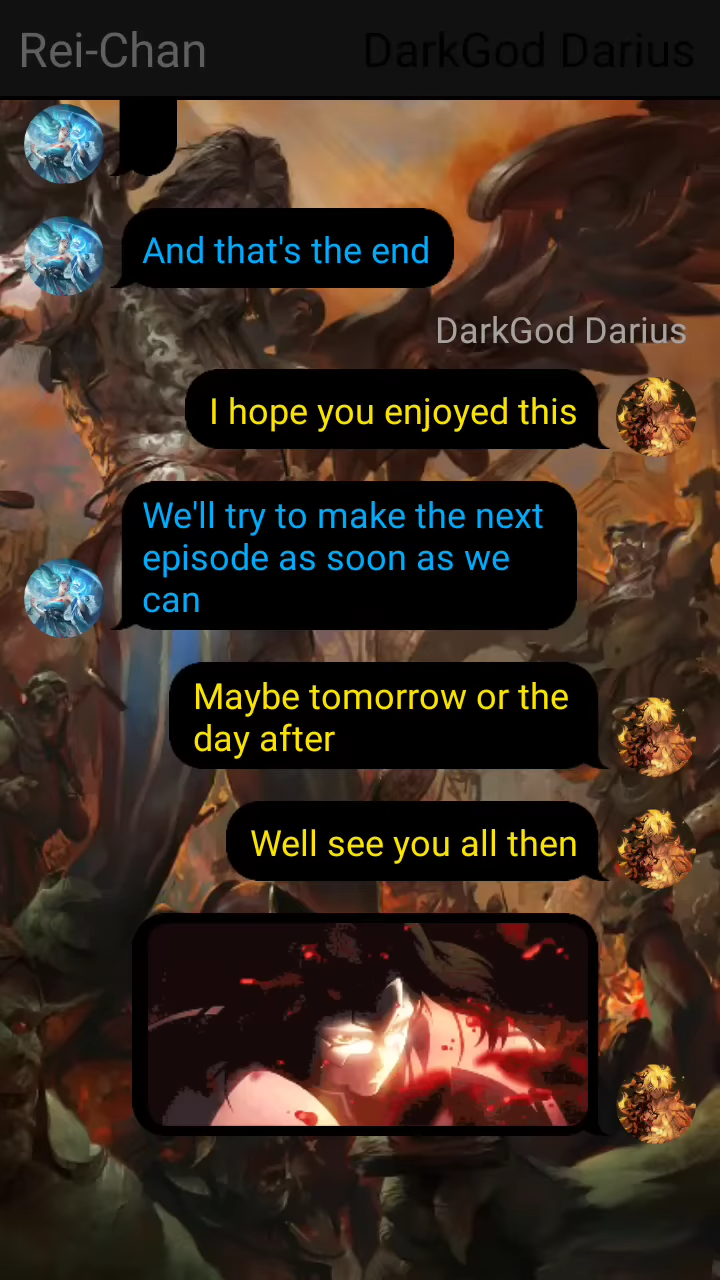 Rei-Chan DarkGod Darius
And that's the end
DarkGod Darius
I hope you enjoyed this
We'll try to make the next
episode as soon as we
can
Maybe tomorrow or the
day after
Well see you all then